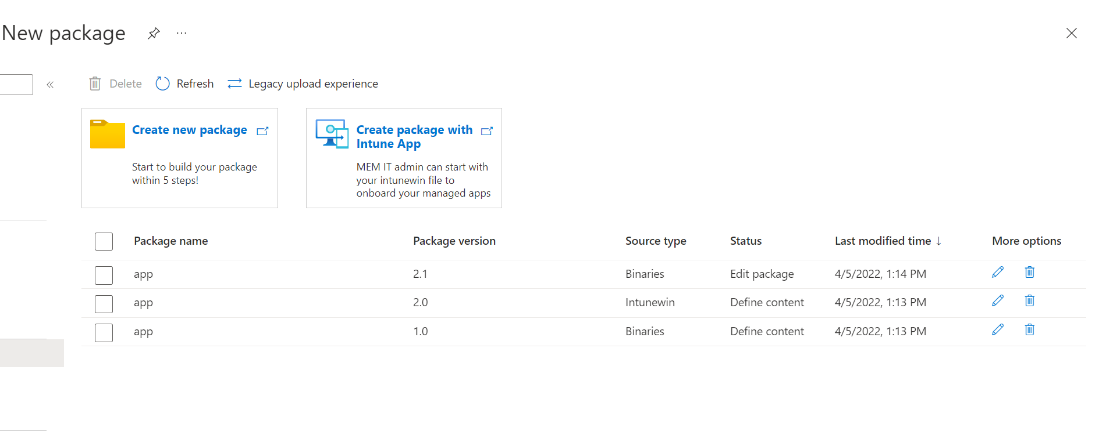 New package
Delete Refresh Legacy upload experience
Create new package
Start to build your package
within 5 steps!
Create package with
Intune App
MEM IT admin can start with
your intunewin file to
onboard your managed apps
Package name Package version Source type Status Last modified time ↓ More options
app 2.1 Binaries Edit package 4/5/2022, 1:14 PM
app 2.0 Intunewin Define content 4/5/2022, 1:13 PM
app 1.0 Binaries Define content 4/5/2022, 1:13 PM